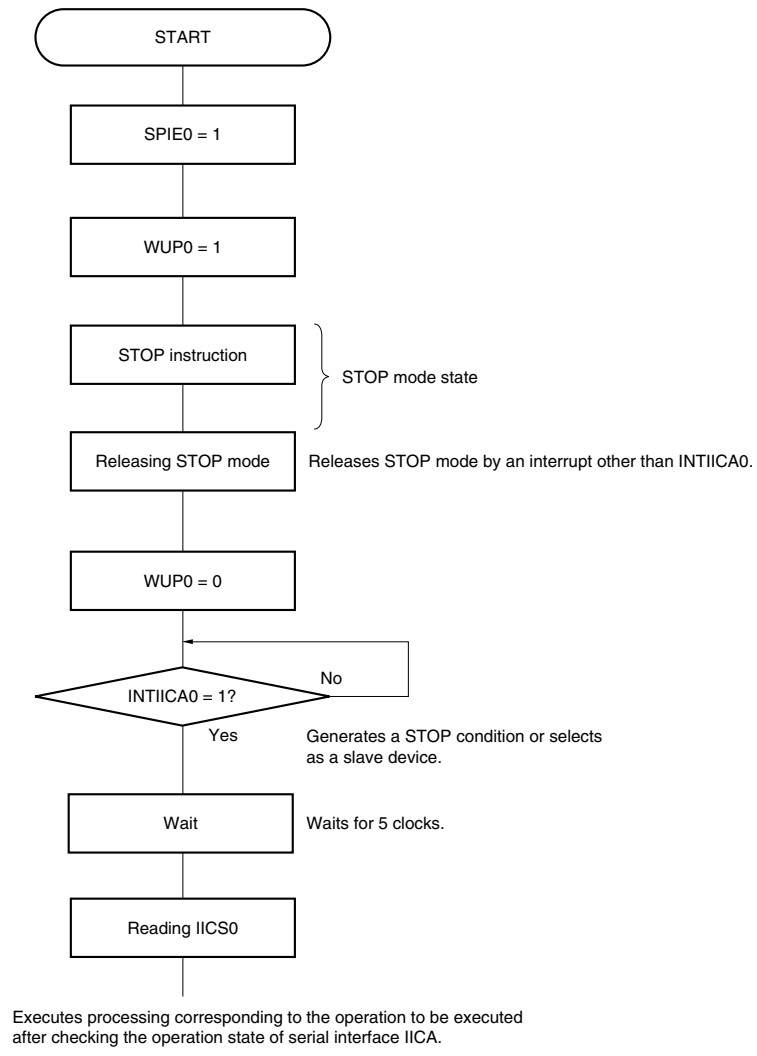 START
SPIE0 = 1
WUP0 = 1
STOP instruction
STOP mode state
Releasing STOP mode
Releases STOP mode by an interrupt other than INTIICA0.
WUP0 = 0
INTIICA0 = 1?
No
Yes
Generates a STOP condition or selects
as a slave device.
Wait
Waits for 5 clocks.
Reading IICS0
Executes processing corresponding to the operation to be executed
after checking the operation state of serial interface IICA.